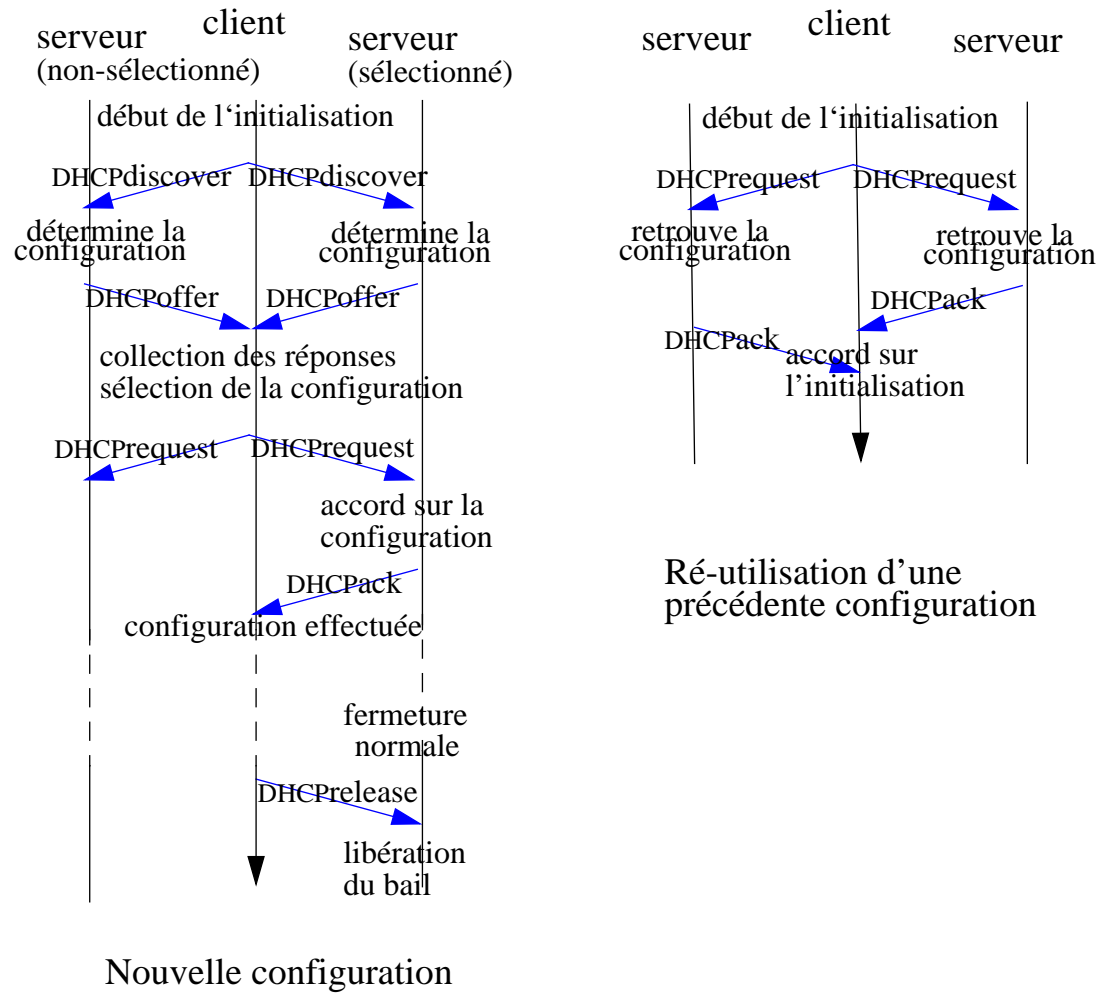 serveur
(non-sélectionné)
client
serveur
(sélectionné)
début de l‘initialisation
DHCPdiscover
DHCPdiscover
détermine la
configuration
détermine la
configuration
DHCPoffer
DHCPoffer
collection des réponses
sélection de la configuration
DHCPrequest
DHCPrequest
accord sur la
configuration
DHCPack
configuration effectuée
fermeture
normale
DHCPrelease
libération
du bail
Nouvelle configuration
serveur
client
serveur
début de l‘initialisation
DHCPrequest
DHCPrequest
retrouve la
configuration
retrouve la
configuration
DHCPack
DHCPack
accord sur
l’initialisation
Ré-utilisation d’une
précédente configuration